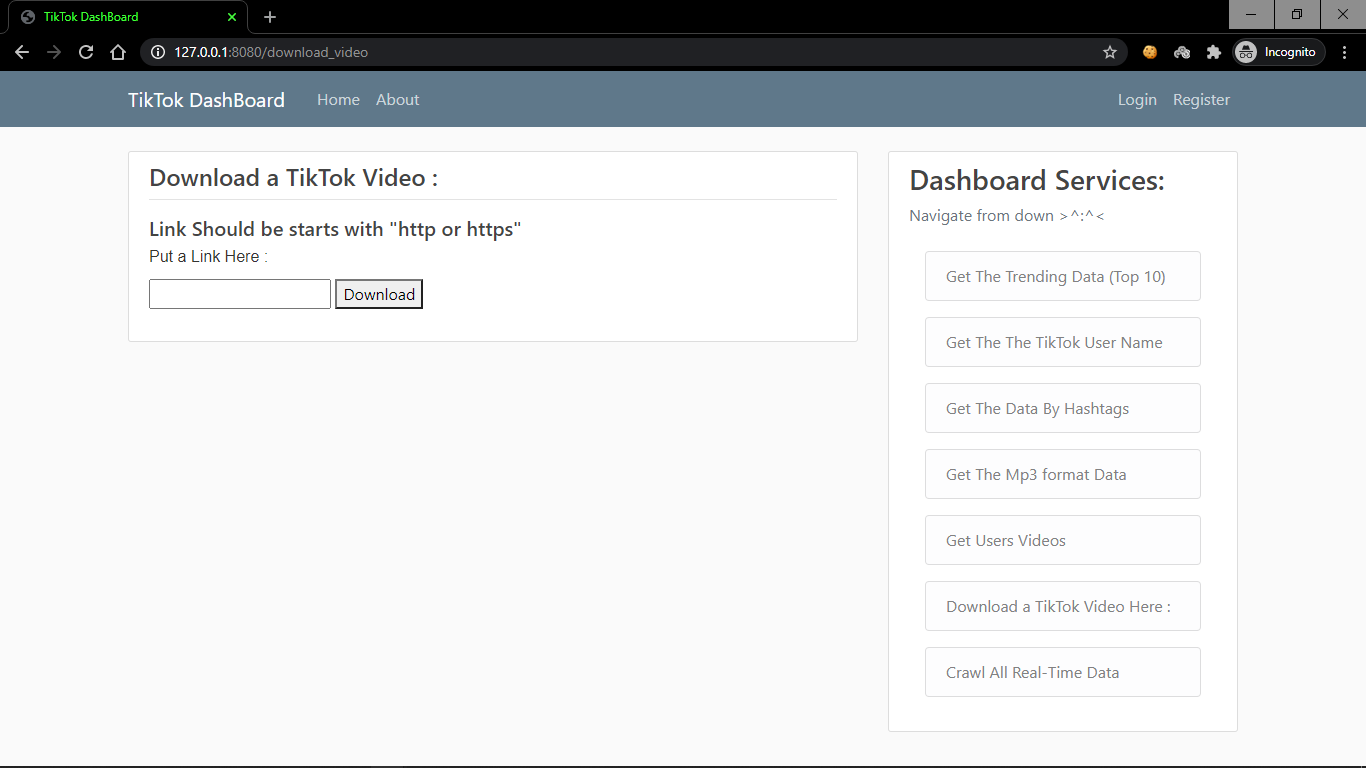 TikTok DashBoard
127.0.0.1:8080/download_video
Incognito
TikTok DashBoard Home About Login Register
Download a TikTok Video :
Link Should be starts with "http or https"
Put a Link Here :
Download
Dashboard Services:
Navigate from down >^:^<
Get The Trending Data (Top 10)
Get The The TikTok User Name
Get The Data By Hashtags
Get The Mp3 format Data
Get Users Videos
Download a TikTok Video Here :
Crawl All Real-Time Data